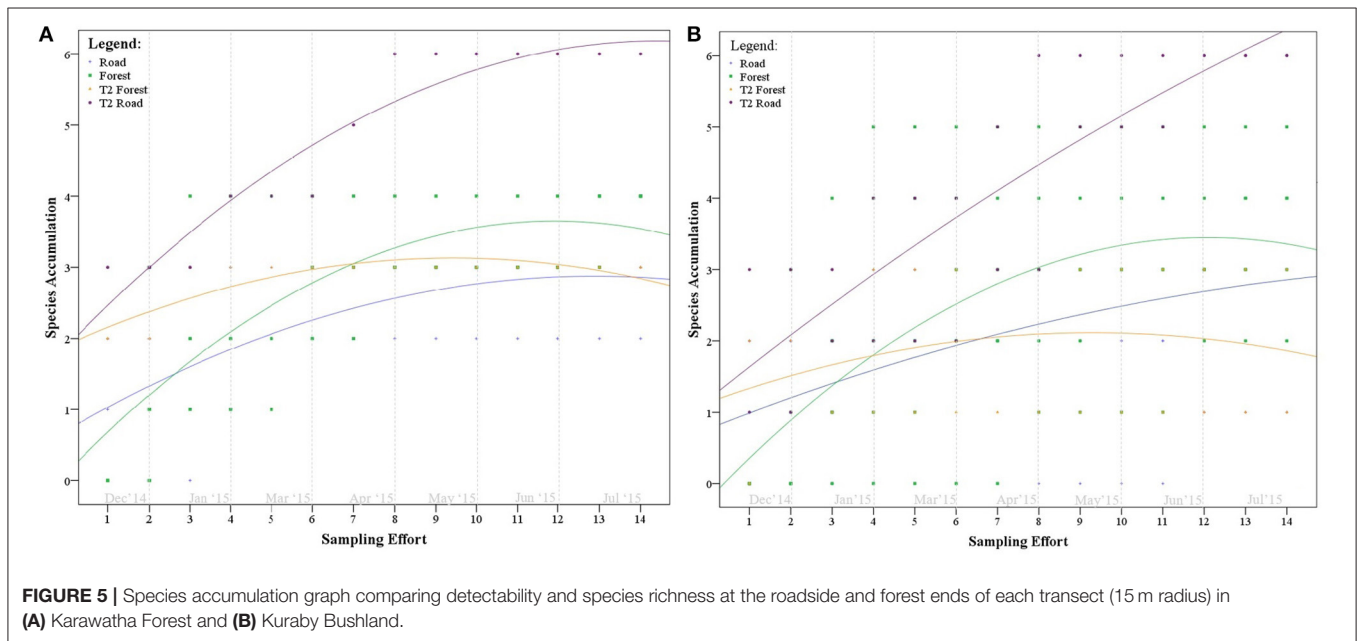 A
Legend:
Road
Forest
T2 Forest
T2 Road
Species Accumulation
6
5
4
3
2
1
0
Dec'14 Jan '15 Mar '15 Apr '15 May '15 Jun '15 Jul '15
1 2 3 4 5 6 7 8 9 10 11 12 13 14
Sampling Effort
B
Legend:
Road
Forest
T2 Forest
T2 Road
Species Accumulation
6
5
4
3
2
1
0
Dec'14 Jan'15 Mar'15 Apr'15 May'15 Jun'15 Jul'15
1 2 3 4 5 6 7 8 9 10 11 12 13 14
Sampling Effort
FIGURE 5 | Species accumulation graph comparing detectability and species richness at the roadside and forest ends of each transect (15 m radius) in
(A) Karawatha Forest and (B) Kuraby Bushland.